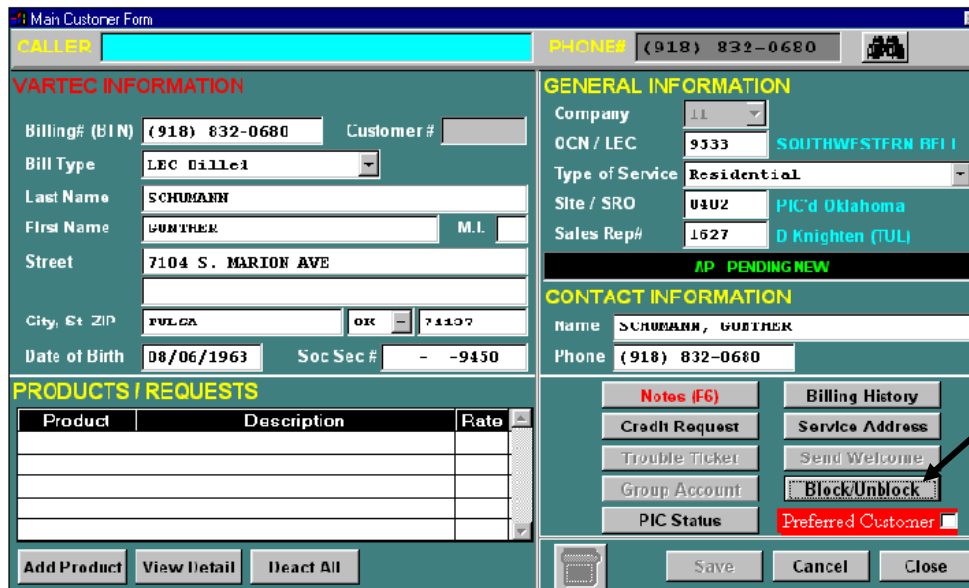 Main Customer Form
CALLER
PHONE# (918) 832-0680
VARTEC INFORMATION
Billing# (BTN) (918) 832-0680 Customer#
Bill Type LEC Billed
Last Name SCHUMANN
First Name GUNTHER M.I.
Street 7104 S. MARION AVE
City, St ZIP TULSA OK
Date of Birth 08/06/1963 Soc Sec # - -9450
PRODUCTS / REQUESTS
Product Description Rate
Add Product View Detail Deact All
GENERAL INFORMATION
Company
OCN / LEC 9533 SOUTHWESTERN BELL
Type of Service Residential
Site / SRO 0402 PIC'd Oklahoma
Sales Rep# 1627 D Knighten (TUL)
AP PENDING NEW
CONTACT INFORMATION
Name SCHUMANN, GUNTHER
Phone (918) 832-0680
Notes (F6) Billing History
Credit Request Service Address
Trouble Ticket Send Welcome
Group Account Block/Unblock
PIC Status Preferred Customer
Save Cancel Close